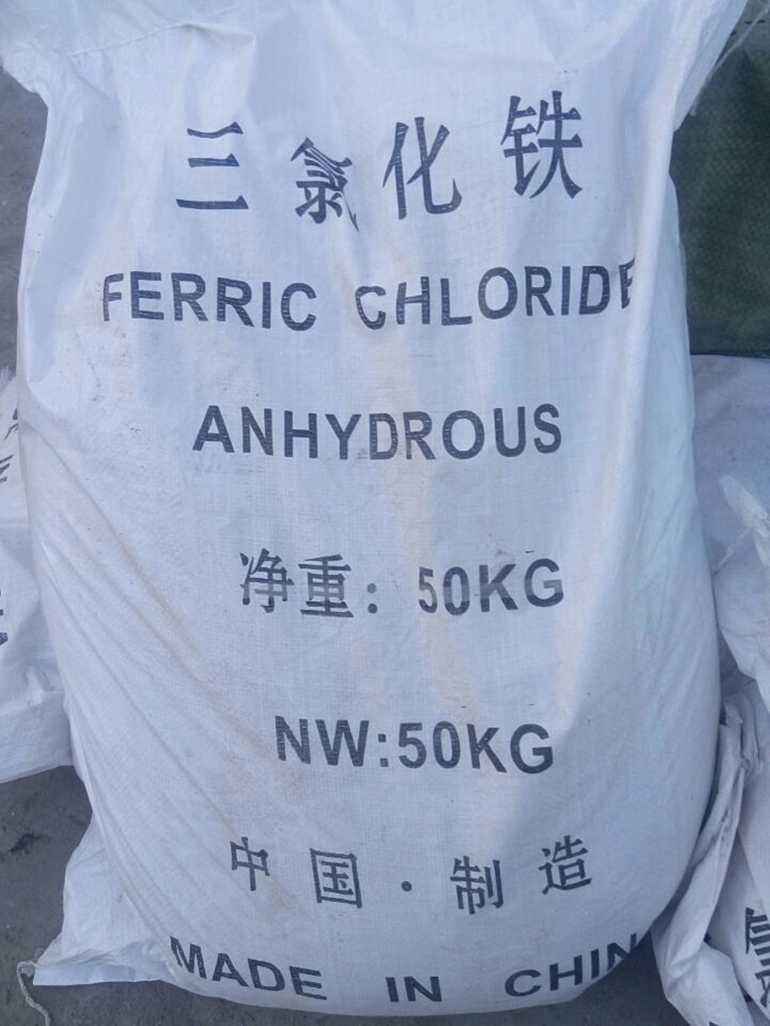 三氯化铁
FERRIC CHLORIDE
ANHYDROUS
净重：50KG
NW:50KG
中国·制造
MADE IN CHIN